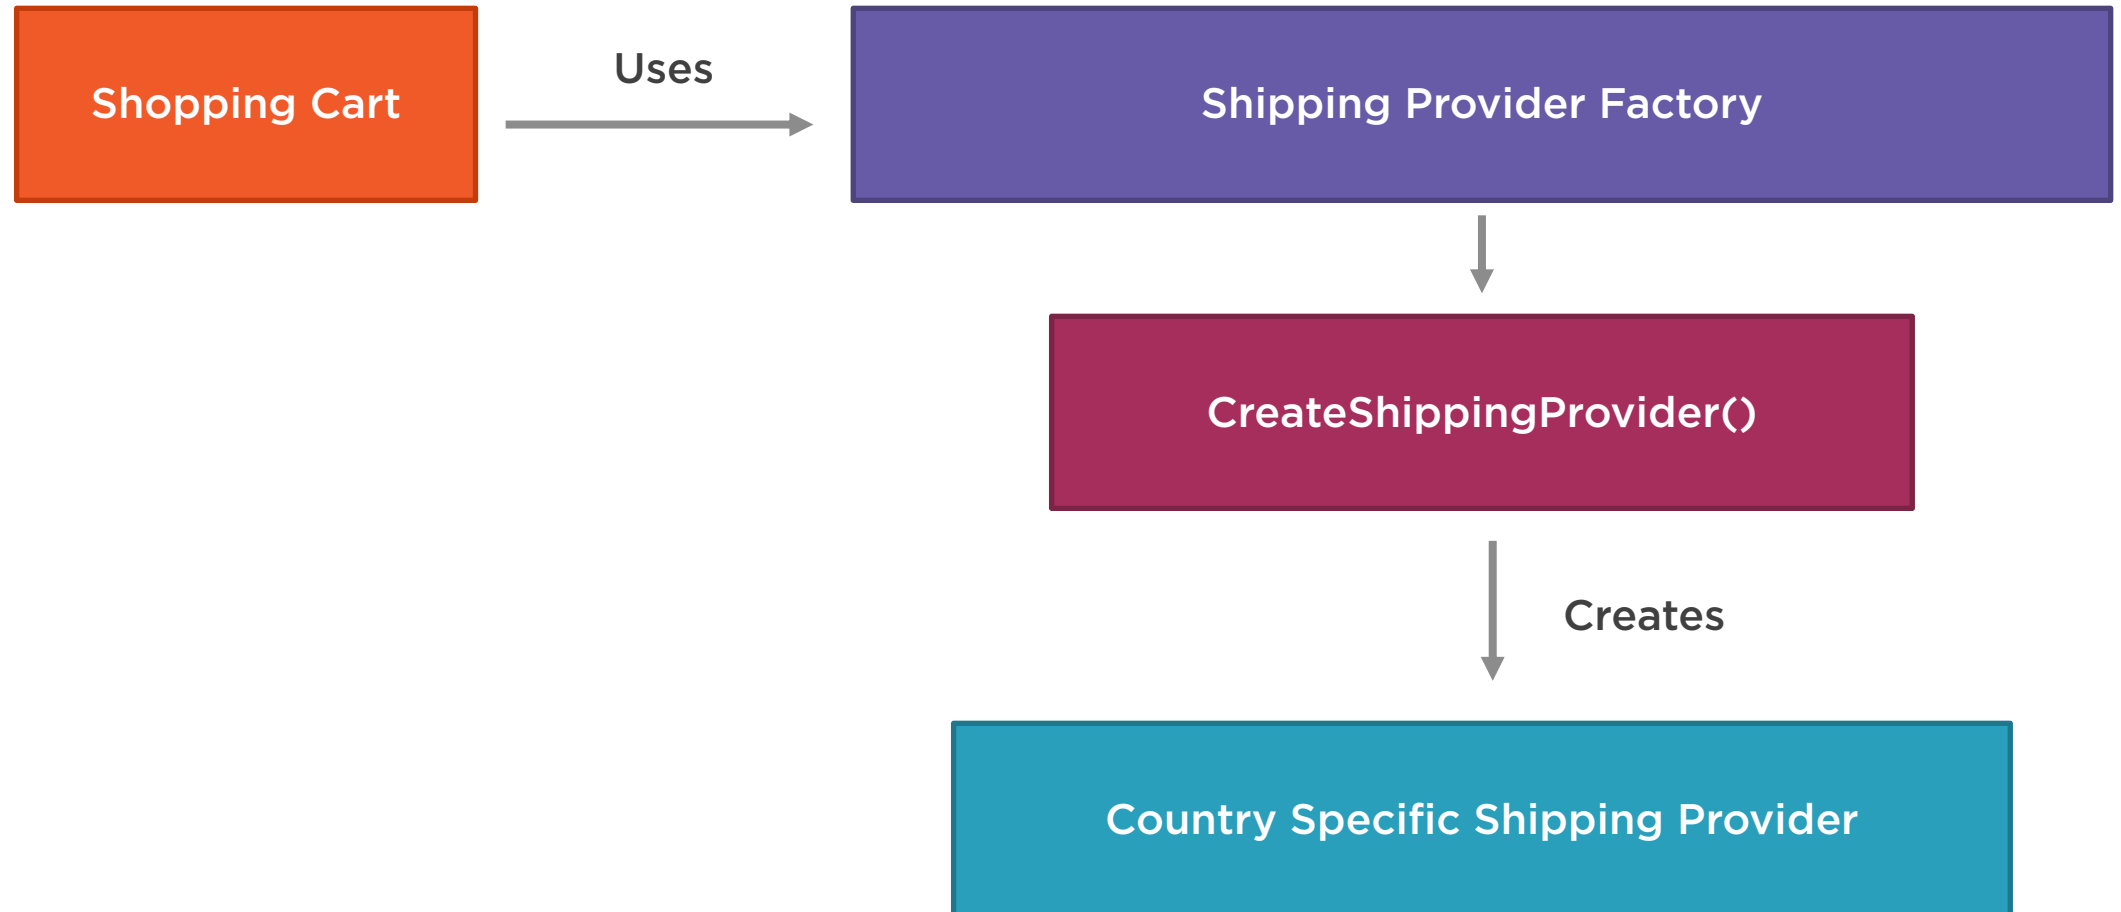 Shopping Cart
Uses
Shipping Provider Factory
CreateShippingProvider()
Creates
Country Specific Shipping Provider